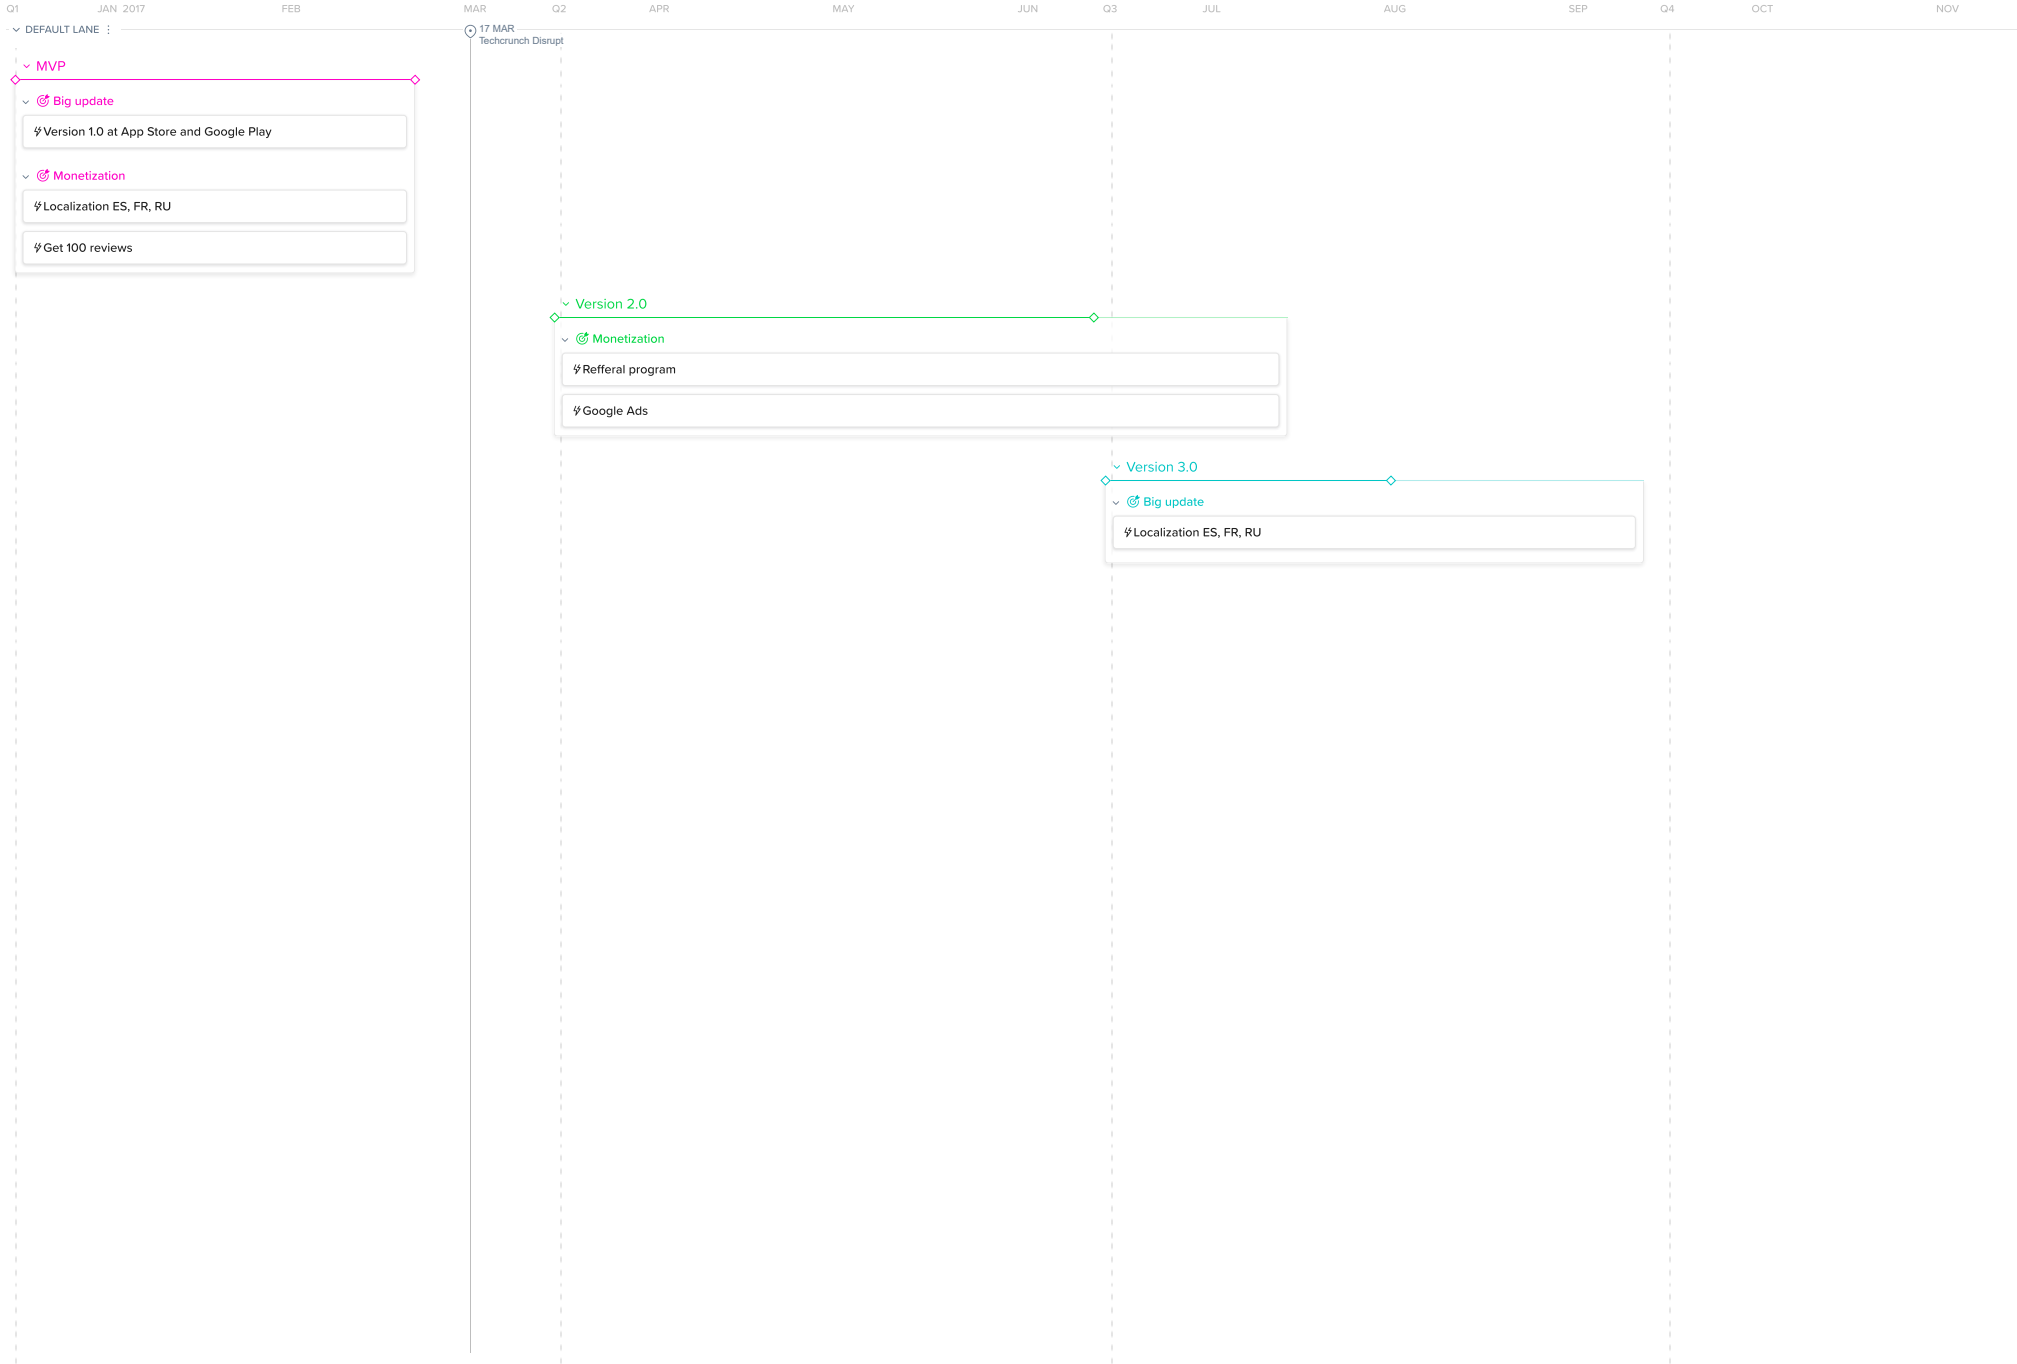 Q1 JAN 2017 FEB MAR Q2 APR MAY JUN Q3 JUL AUG SEP Q4 OCT NOV
DEFAULT LANE
17 MAR
Techcrunch Disrupt
MVP
Big update
Version 1.0 at App Store and Google Play
Monetization
Localization ES, FR, RU
Get 100 reviews
Version 2.0
Monetization
Refferal program
Google Ads
Version 3.0
Big update
Localization ES, FR, RU